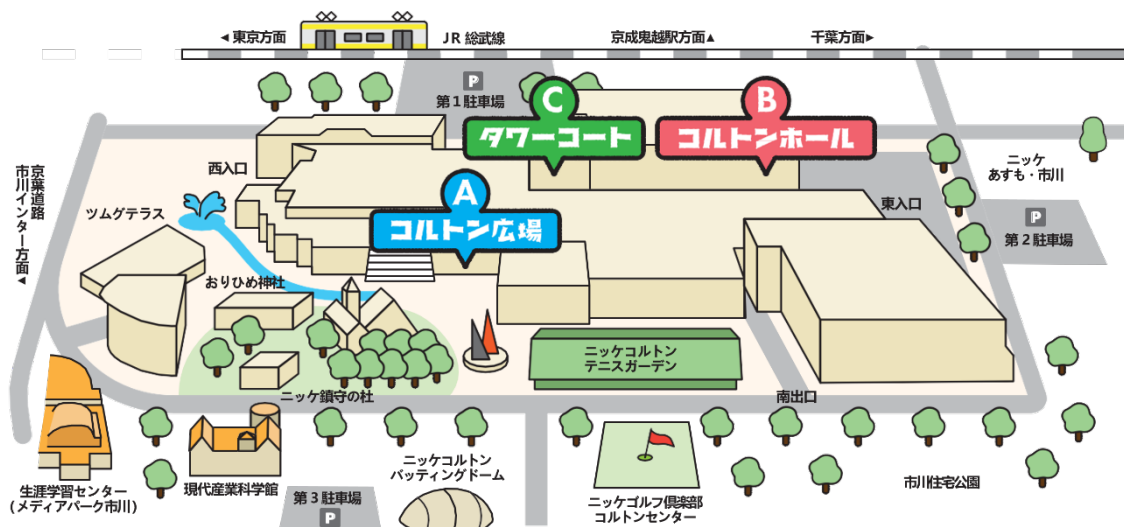 ◀東京方面
JR 総武線
京成鬼越駅方面▲
千葉方面▶
P
第1駐車場
C
タワーコート
B
コルトンホール
ニッケ
あすも・市川
西入口
京葉道路
市川インター方面▲
A
コルトン広場
東入口
P
第2駐車場
ツムグテラス
おりひめ神社
ニッケコルトン
テニスガーデン
ニッケ鎮守の杜
南出口
生涯学習センター
(メディアパーク市川)
現代産業科学館
第3駐車場
P
ニッケコルトン
バッティングドーム
ニッケゴルフ倶楽部
コルトンセンター
市川住宅公園